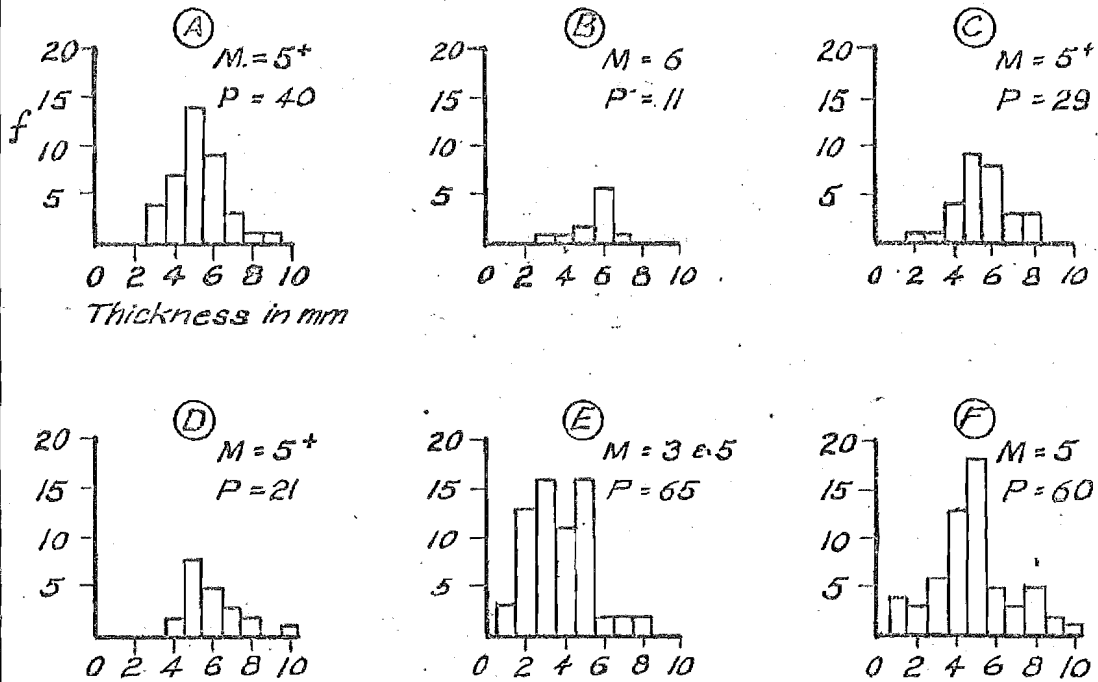 A
M. = 5+
P = 40
f
20
15
10
5
0 2 4 6 8 10
Thickness in mm
B
M = 6
P = 11
20
15
10
5
0 2 4 6 8 10
C
M = 5+
P = 29
20
15
10
5
0 2 4 6 8 10
D
M = 5+
P = 21
20
15
10
5
0 2 4 6 8 10
E
M = 3 & 5
P = 65
20
15
10
5
0 2 4 6 8 10
F
M = 5
P = 60
20
15
10
5
0 2 4 6 8 10